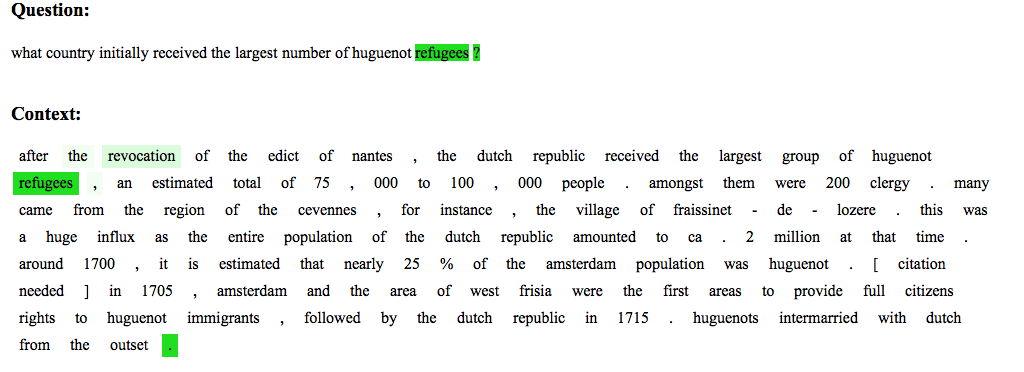 Question:
what country initially received the largest number of huguenot refugees ?
Context:
after the revocation of the edict of nantes , the dutch republic received the largest group of huguenot
refugees , an estimated total of 75 , 000 to 100 , 000 people . amongst them were 200 clergy . many
came from the region of the cevennes , for instance , the village of fraissinet - de - lozere . this was
a huge influx as the entire population of the dutch republic amounted to ca . 2 million at that time .
around 1700 , it is estimated that nearly 25 % of the amsterdam population was huguenot . [ citation
needed ] in 1705 , amsterdam and the area of west frisia were the first areas to provide full citizens
rights to huguenot immigrants , followed by the dutch republic in 1715 . huguenots intermarried with dutch
from the outset .